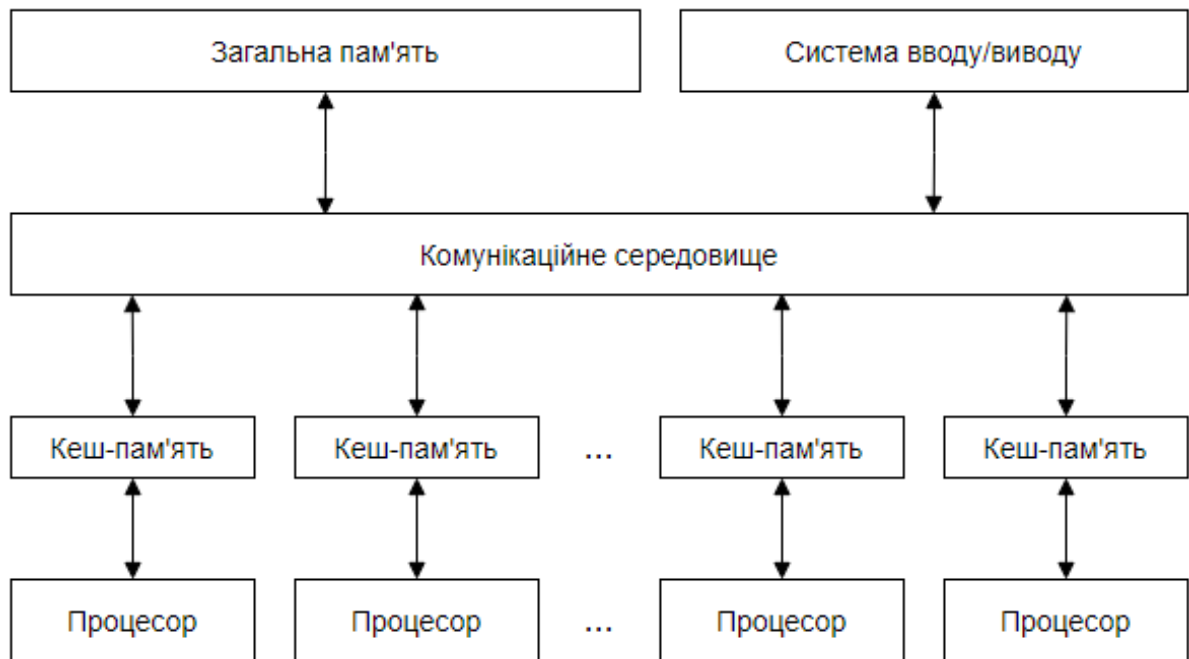 Загальна пам'ять
Система вводу/виводу
Комунікаційне середовище
Кеш-пам'ять Кеш-пам'ять ... Кеш-пам'ять Кеш-пам'ять
Процесор Процесор ... Процесор Процесор